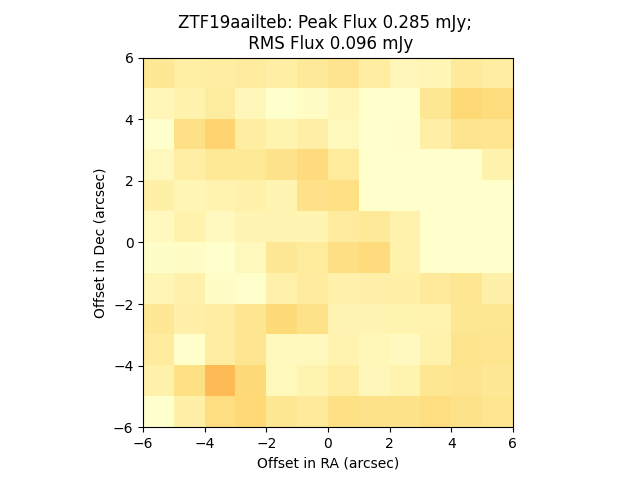 ZTF19aailteb: Peak Flux 0.285 mJy;
RMS Flux 0.096 mJy
6
4
2
0
−2
−4
−6
Offset in Dec (arcsec)
−6 −4 −2 0 2 4 6
Offset in RA (arcsec)